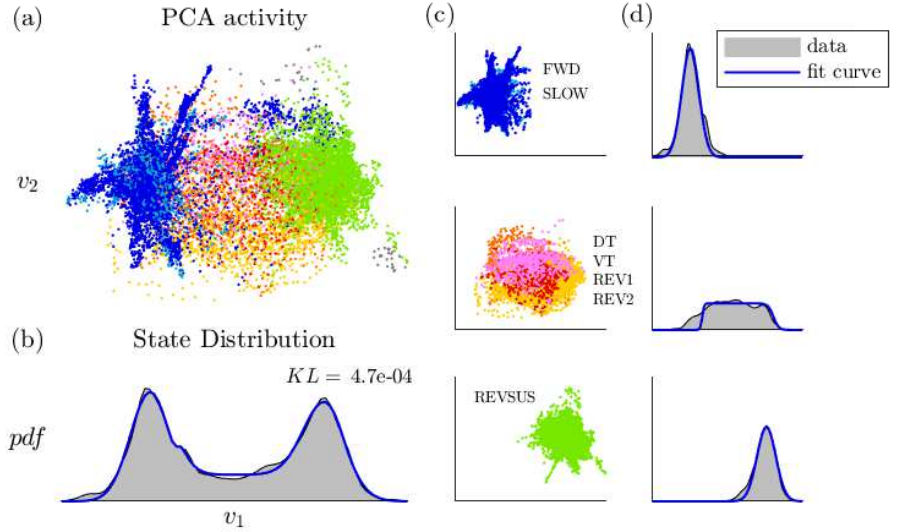 (a)
PCA activity
v2
(b)
State Distribution
KL = 4.7e-04
pdf
v1
(c)
FWD
SLOW
DT
VT
REV1
REV2
REVSUS
(d)
data
fit curve